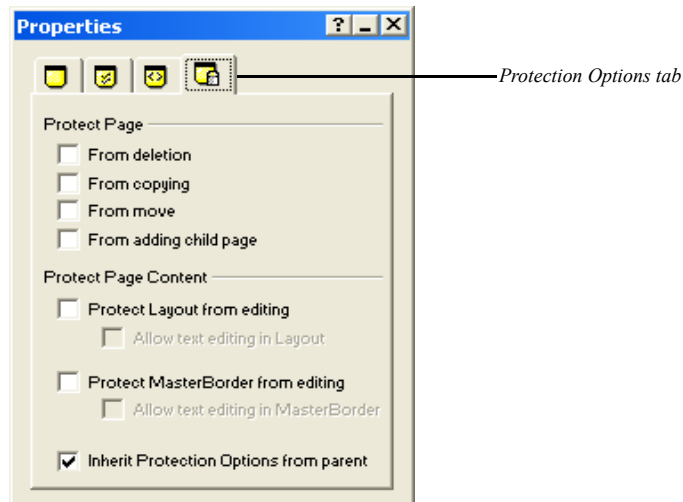 Properties
Protection Options tab
Protect Page
From deletion
From copying
From move
From adding child page
Protect Page Content
Protect Layout from editing
Allow text editing in Layout
Protect MasterBorder from editing
Allow text editing in MasterBorder
Inherit Protection Options from parent